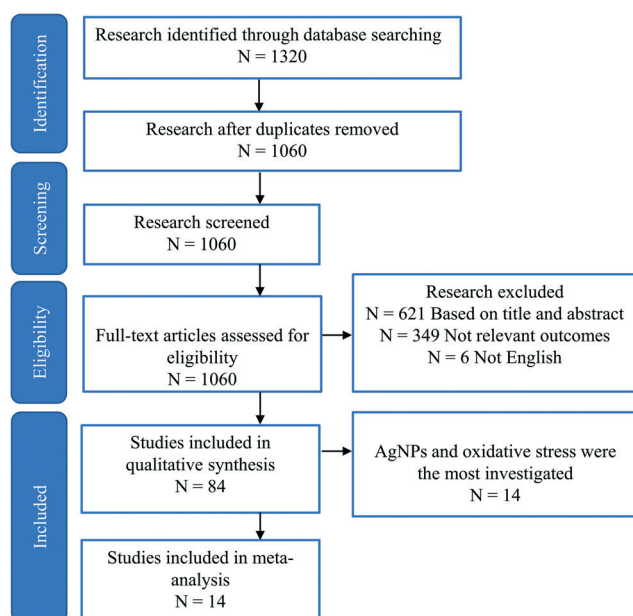 Identification
Research identified through database searching
N = 1320
Research after duplicates removed
N = 1060
Screening
Research screened
N = 1060
Eligibility
Full-text articles assessed for
eligibility
N = 1060
Research excluded
N = 621 Based on title and abstract
N = 349 Not relevant outcomes
N = 6 Not English
Included
Studies included in
qualitative synthesis
N = 84
AgNPs and oxidative stress were
the most investigated
N = 14
Studies included in meta-
analysis
N = 14